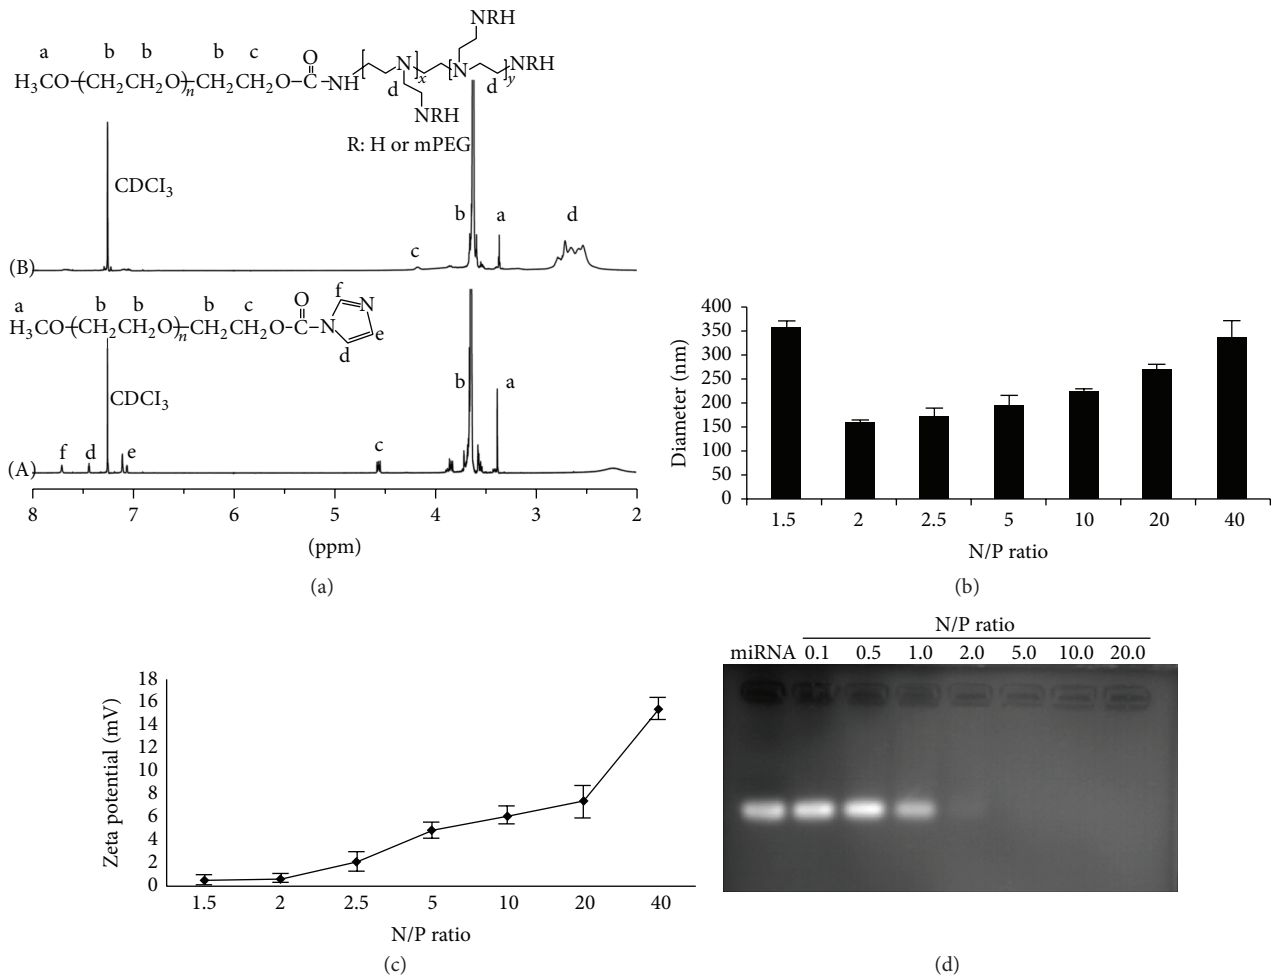 NRH
a b b b c O
H3CO-(CH2CH2O)n-CH2CH2O-C-NH [ N ]x [ N ]y NRH
d d
NRH
R: H or mPEG
CDCI3
b a d
c
(B)
a b b b c O f N
H3CO-(CH2CH2O)n-CH2CH2O-C-N e
d
b a
CDCI3
f d e c
(A)
8 7 6 5 4 3 2
(ppm)
(a)
Diameter (nm)
400
350
300
250
200
150
100
50
0
1.5 2 2.5 5 10 20 40
N/P ratio
(b)
Zeta potential (mV)
18
16
14
12
10
8
6
4
2
0
1.5 2 2.5 5 10 20 40
N/P ratio
(c)
N/P ratio
miRNA 0.1 0.5 1.0 2.0 5.0 10.0 20.0
(d)